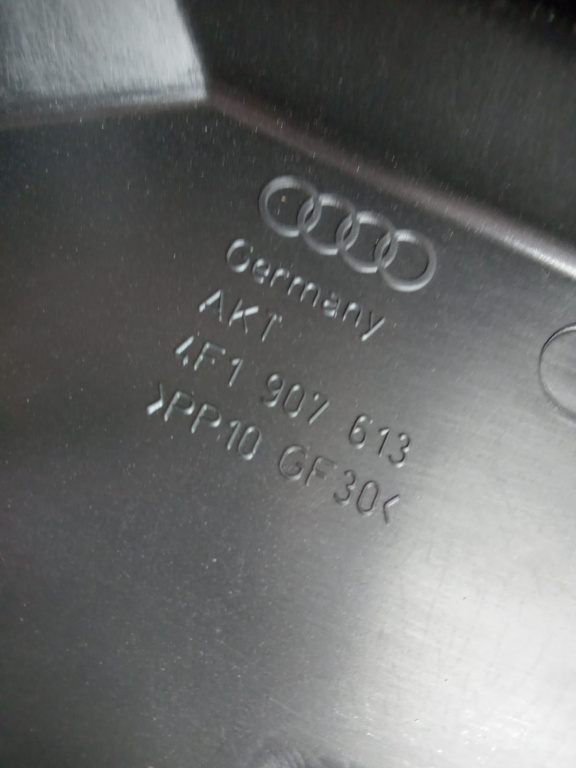 Germany
AKT
4F1 907 613
>PP10 GF30<